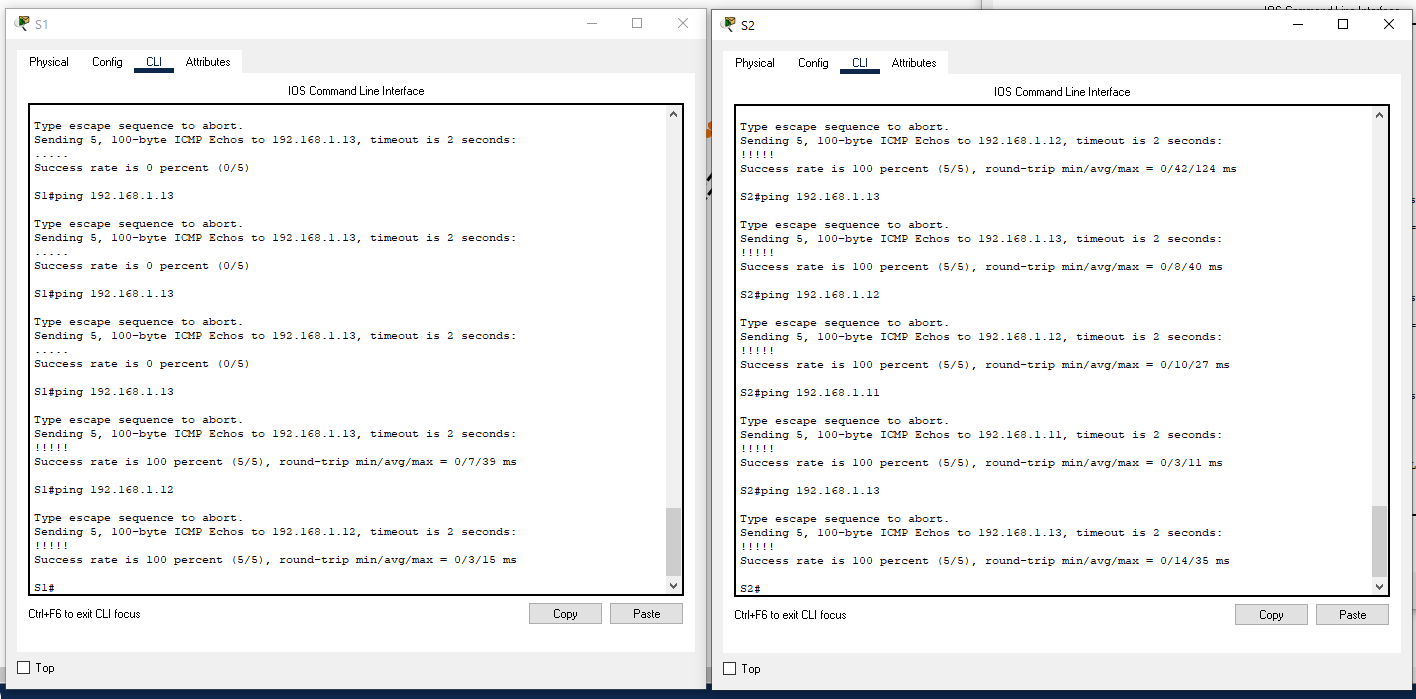 S1
Physical Config CLI Attributes
IOS Command Line Interface
Type escape sequence to abort.
Sending 5, 100-byte ICMP Echos to 192.168.1.13, timeout is 2 seconds:
.....
Success rate is 0 percent (0/5)
S1#ping 192.168.1.13
Type escape sequence to abort.
Sending 5, 100-byte ICMP Echos to 192.168.1.13, timeout is 2 seconds:
.....
Success rate is 0 percent (0/5)
S1#ping 192.168.1.13
Type escape sequence to abort.
Sending 5, 100-byte ICMP Echos to 192.168.1.13, timeout is 2 seconds:
.....
Success rate is 0 percent (0/5)
S1#ping 192.168.1.13
Type escape sequence to abort.
Sending 5, 100-byte ICMP Echos to 192.168.1.13, timeout is 2 seconds:
!!!!!
Success rate is 100 percent (5/5), round-trip min/avg/max = 0/7/39 ms
S1#ping 192.168.1.12
Type escape sequence to abort.
Sending 5, 100-byte ICMP Echos to 192.168.1.12, timeout is 2 seconds:
!!!!!
Success rate is 100 percent (5/5), round-trip min/avg/max = 0/3/15 ms
S1#
Ctrl+F6 to exit CLI focus
Copy Paste
Top
S2
Physical Config CLI Attributes
IOS Command Line Interface
Type escape sequence to abort.
Sending 5, 100-byte ICMP Echos to 192.168.1.12, timeout is 2 seconds:
!!!!!
Success rate is 100 percent (5/5), round-trip min/avg/max = 0/42/124 ms
S2#ping 192.168.1.13
Type escape sequence to abort.
Sending 5, 100-byte ICMP Echos to 192.168.1.13, timeout is 2 seconds:
!!!!!
Success rate is 100 percent (5/5), round-trip min/avg/max = 0/8/40 ms
S2#ping 192.168.1.12
Type escape sequence to abort.
Sending 5, 100-byte ICMP Echos to 192.168.1.12, timeout is 2 seconds:
!!!!!
Success rate is 100 percent (5/5), round-trip min/avg/max = 0/10/27 ms
S2#ping 192.168.1.11
Type escape sequence to abort.
Sending 5, 100-byte ICMP Echos to 192.168.1.11, timeout is 2 seconds:
!!!!!
Success rate is 100 percent (5/5), round-trip min/avg/max = 0/3/11 ms
S2#ping 192.168.1.13
Type escape sequence to abort.
Sending 5, 100-byte ICMP Echos to 192.168.1.13, timeout is 2 seconds:
!!!!!
Success rate is 100 percent (5/5), round-trip min/avg/max = 0/14/35 ms
S2#
Ctrl+F6 to exit CLI focus
Copy Paste
Top